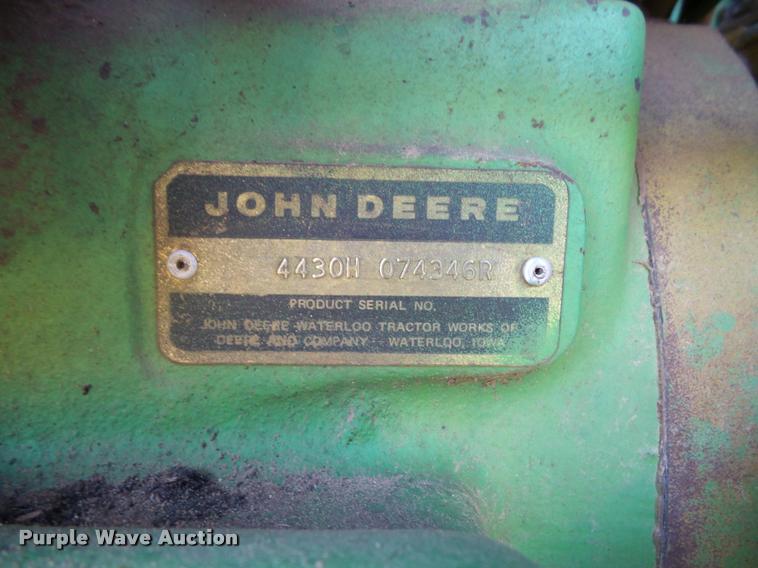 JOHN DEERE
4430H 074346R
PRODUCT SERIAL NO.
JOHN DEERE WATERLOO TRACTOR WORKS OF
DEERE AND COMPANY - WATERLOO, IOWA
Purple Wave Auction